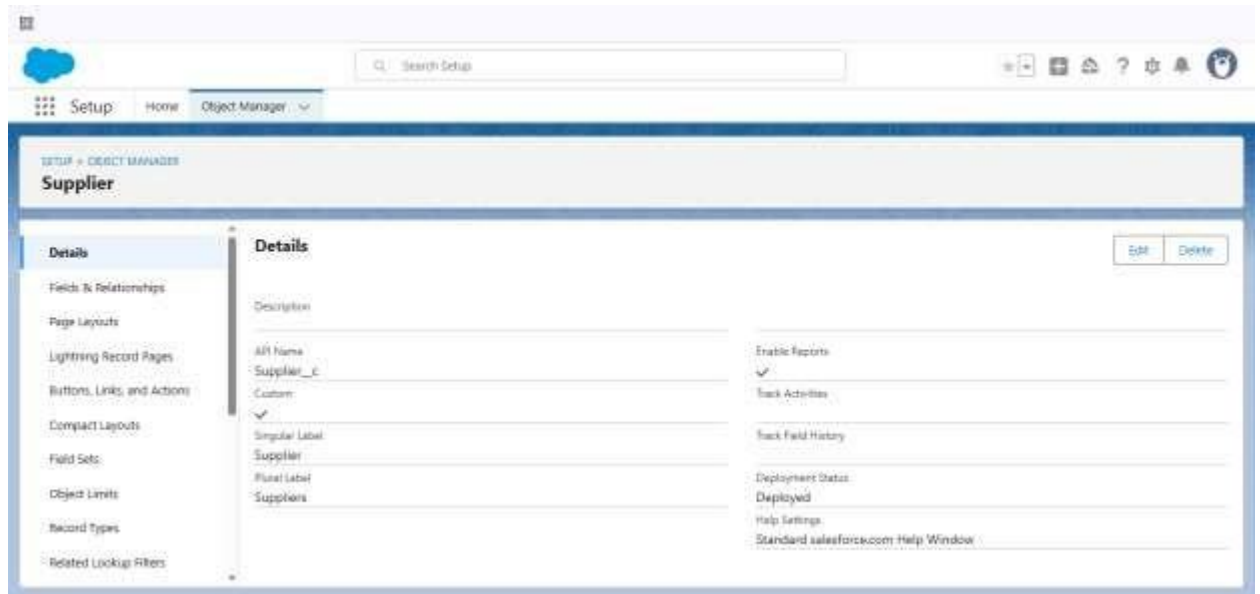 Search Setup
Setup Home Object Manager
SETUP > OBJECT MANAGER
Supplier
Details
Fields & Relationships
Page Layouts
Lightning Record Pages
Buttons, Links, and Actions
Compact Layouts
Field Sets
Object Limits
Record Types
Related Lookup Filters
Details
Edit Delete
Description
API Name
Supplier__c
Custom
Singular Label
Supplier
Plural Label
Suppliers
Enable Reports
Track Activities
Track Field History
Deployment Status
Deployed
Help Settings
Standard salesforce.com Help Window